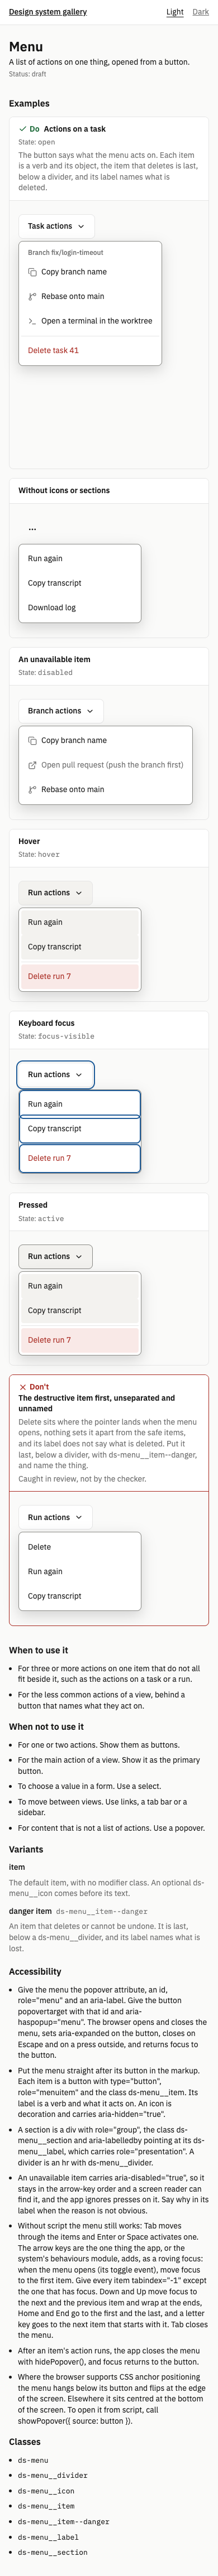 Design system gallery
Light
Dark
Menu
A list of actions on one thing, opened from a button.
Status: draft
Examples
Do Actions on a task
State: open
The button says what the menu acts on. Each item
is a verb and its object, the item that deletes is last,
below a divider, and its label names what is
deleted.
Task actions
Branch fix/login-timeout
Copy branch name
Rebase onto main
Open a terminal in the worktree
Delete task 41
Without icons or sections
...
Run again
Copy transcript
Download log
An unavailable item
State: disabled
Branch actions
Copy branch name
Open pull request (push the branch first)
Rebase onto main
Hover
State: hover
Run actions
Run again
Copy transcript
Delete run 7
Keyboard focus
State: focus-visible
Run actions
Run again
Copy transcript
Delete run 7
Pressed
State: active
Run actions
Run again
Copy transcript
Delete run 7
Don't
The destructive item first, unseparated and
unnamed
Delete sits where the pointer lands when the menu
opens, nothing sets it apart from the safe items,
and its label does not say what is deleted. Put it
last, below a divider, with ds-menu__item--danger,
and name the thing.
Caught in review, not by the checker.
Run actions
Delete
Run again
Copy transcript
When to use it
For three or more actions on one item that do not all
fit beside it, such as the actions on a task or a run.
For the less common actions of a view, behind a
button that names what they act on.
When not to use it
For one or two actions. Show them as buttons.
For the main action of a view. Show it as the primary
button.
To choose a value in a form. Use a select.
To move between views. Use links, a tab bar or a
sidebar.
For content that is not a list of actions. Use a popover.
Variants
item
The default item, with no modifier class. An optional ds-
menu__icon comes before its text.
danger item ds-menu__item--danger
An item that deletes or cannot be undone. It is last,
below a ds-menu__divider, and its label names what is
lost.
Accessibility
Give the menu the popover attribute, an id,
role="menu" and an aria-label. Give the button
popovertarget with that id and aria-
haspopup="menu". The browser opens and closes the
menu, sets aria-expanded on the button, closes on
Escape and on a press outside, and returns focus to
the button.
Put the menu straight after its button in the markup.
Each item is a button with type="button",
role="menuitem" and the class ds-menu__item. Its
label is a verb and what it acts on. An icon is
decoration and carries aria-hidden="true".
A section is a div with role="group", the class ds-
menu__section and aria-labelledby pointing at its ds-
menu__label, which carries role="presentation". A
divider is an hr with ds-menu__divider.
An unavailable item carries aria-disabled="true", so it
stays in the arrow-key order and a screen reader can
find it, and the app ignores presses on it. Say why in its
label when the reason is not obvious.
Without script the menu still works: Tab moves
through the items and Enter or Space activates one.
The arrow keys are the one thing the app, or the
system's behaviours module, adds, as a roving focus:
when the menu opens (its toggle event), move focus
to the first item. Give every item tabindex="-1" except
the one that has focus. Down and Up move focus to
the next and the previous item and wrap at the ends,
Home and End go to the first and the last, and a letter
key goes to the next item that starts with it. Tab closes
the menu.
After an item's action runs, the app closes the menu
with hidePopover(), and focus returns to the button.
Where the browser supports CSS anchor positioning
the menu hangs below its button and flips at the edge
of the screen. Elsewhere it sits centred at the bottom
of the screen. To open it from script, call
showPopover({ source: button }).
Classes
ds-menu
ds-menu__divider
ds-menu__icon
ds-menu__item
ds-menu__item--danger
ds-menu__label
ds-menu__section